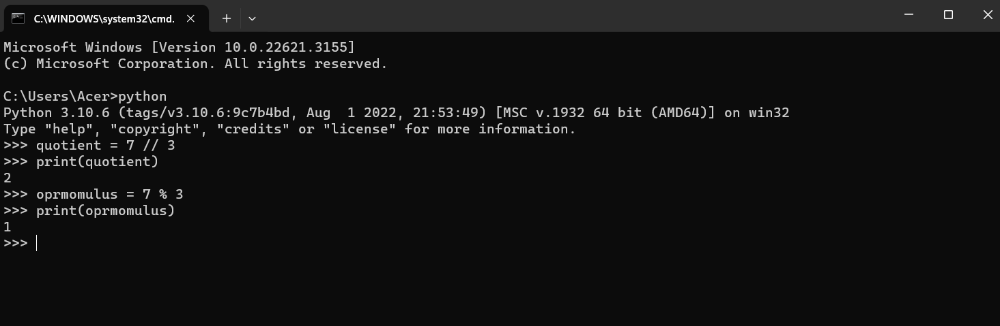 C:\WINDOWS\system32\cmd.
Microsoft Windows [Version 10.0.22621.3155]
(c) Microsoft Corporation. All rights reserved.
C:\Users\Acer>python
Python 3.10.6 (tags/v3.10.6:9c7b4bd, Aug  1 2022, 21:53:49) [MSC v.1932 64 bit (AMD64)] on win32
Type "help", "copyright", "credits" or "license" for more information.
>>> quotient = 7 // 3
>>> print(quotient)
2
>>> oprmomulus = 7 % 3
>>> print(oprmomulus)
1
>>>